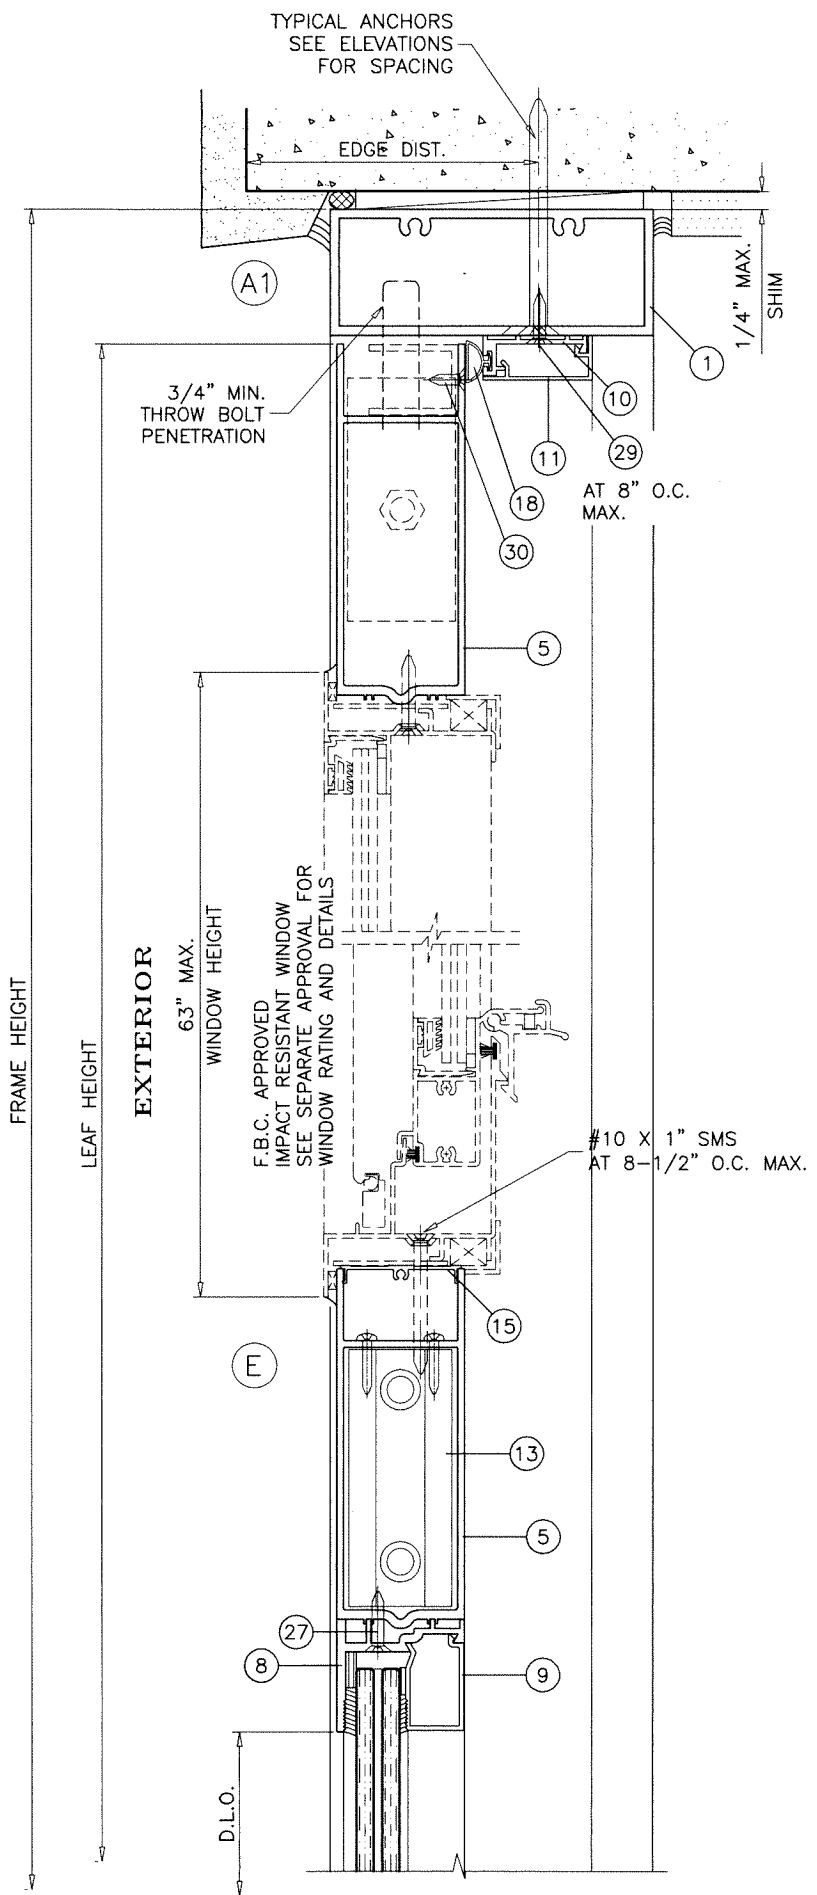 TYPICAL ANCHORS
SEE ELEVATIONS
FOR SPACING
EDGE DIST.
A1
1/4" MAX.
SHIM
1
10
3/4" MIN.
THROW BOLT
PENETRATION
11
29
AT 8" O.C.
MAX.
18
30
5
FRAME HEIGHT
LEAF HEIGHT
EXTERIOR
63" MAX.
WINDOW HEIGHT
F.B.C. APPROVED
IMPACT RESISTANT WINDOW
SEE SEPARATE APPROVAL FOR
WINDOW RATING AND DETAILS
#10 X 1" SMS
AT 8-1/2" O.C. MAX.
15
E
13
5
27
8
9
D.L.O.